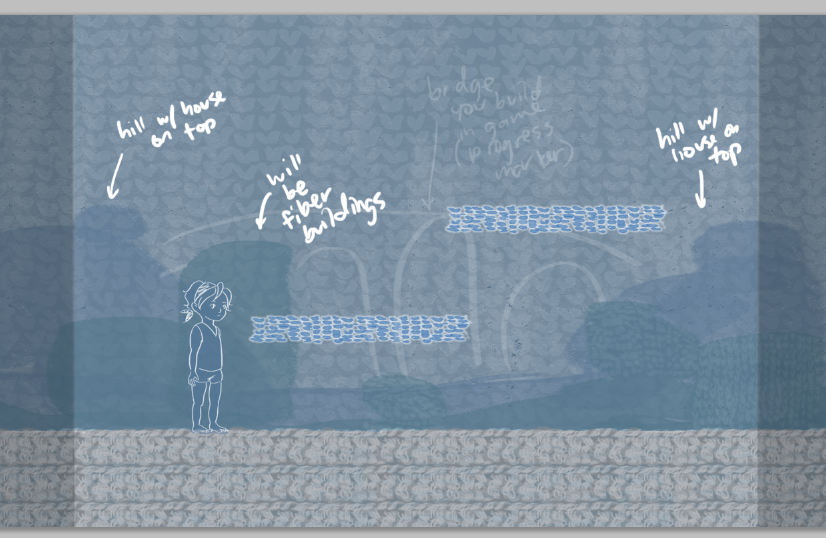 hill w/ house
on top
will
be
fiber
buildings
bridge
you build
in game
(progress
marker)
hill w/
house on
top